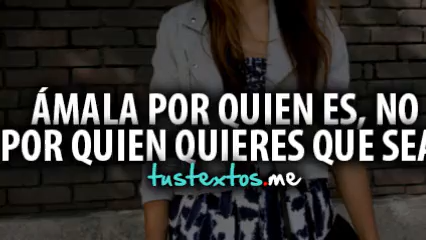 ÁMALA POR QUIEN ES, NO
POR QUIEN QUIERES QUE SEA
tustextos.me